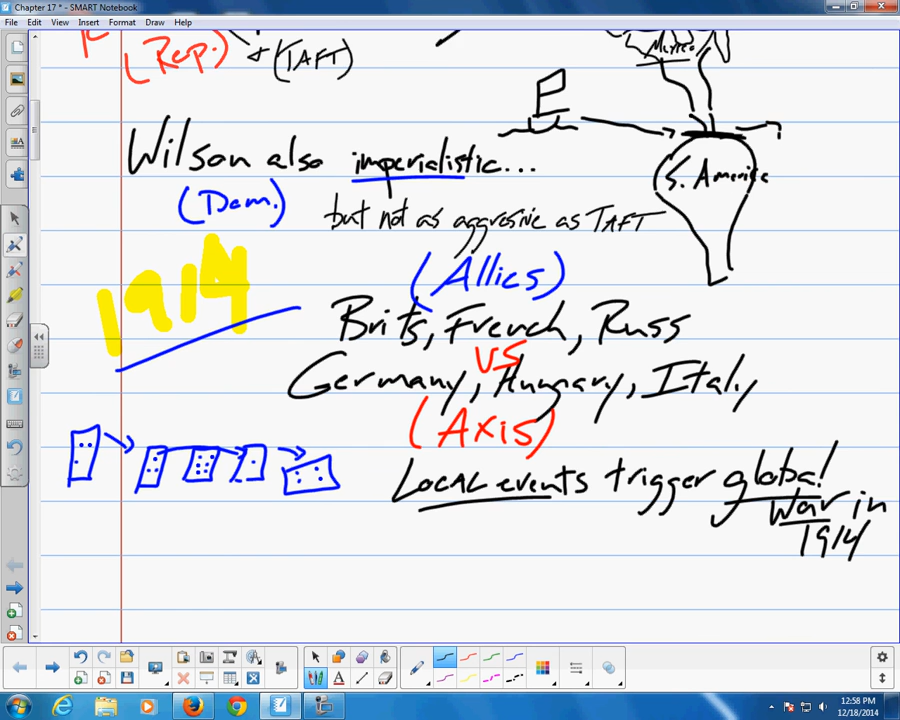 Chapter 17 * - SMART Notebook
File Edit View Insert Format Draw Help
(Rep.)
+ (TAFT)
Mexico
Wilson also imperialistic...
(Dem.)
S. America
but not as aggresive as TAFT
1914
(Allies)
Brits, French, Russ
vs
Germany, Hungary, Italy
(Axis)
LOCAL events trigger global
War in
1914
12:58 PM
12/18/2014